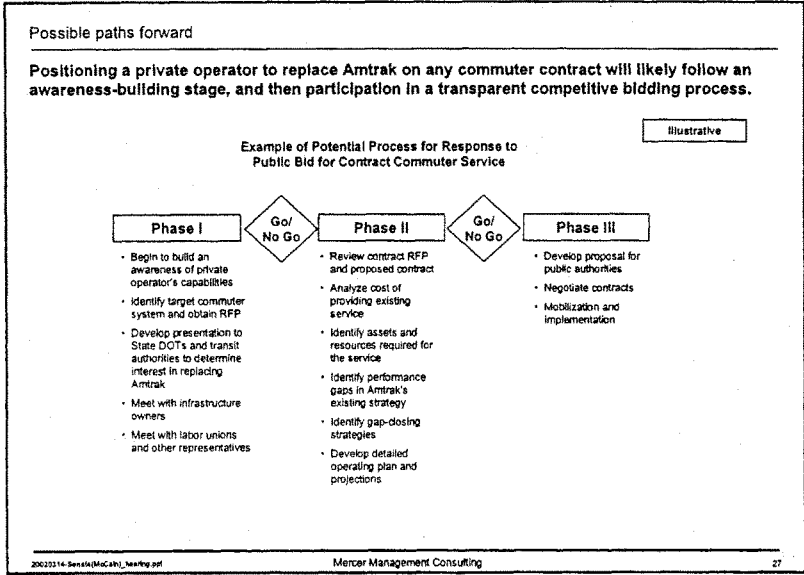 Possible paths forward
Positioning a private operator to replace Amtrak on any commuter contract will likely follow an
awareness-building stage, and then participation in a transparent competitive bidding process.
Illustrative
Example of Potential Process for Response to
Public Bid for Contract Commuter Service
Phase I
Go/
No Go
Phase II
Go/
No Go
Phase III
• Begin to build an
awareness of private
operator's capabilities
• Identify target commuter
system and obtain RFP
• Develop presentation to
State DOTs and transit
authorities to determine
interest in replacing
Amtrak
• Meet with infrastructure
owners
• Meet with labor unions
and other representatives
• Review contract RFP
and proposed contract
• Analyze cost of
providing existing
service
• Identify assets and
resources required for
the service
• Identify performance
gaps in Amtrak's
existing strategy
• Identify gap-closing
strategies
• Develop detailed
operating plan and
projections
• Develop proposal for
public authorities
• Negotiate contracts
• Mobilization and
implementation
20020314-Senate(McCain)_hearing.ppt
Mercer Management Consulting
27